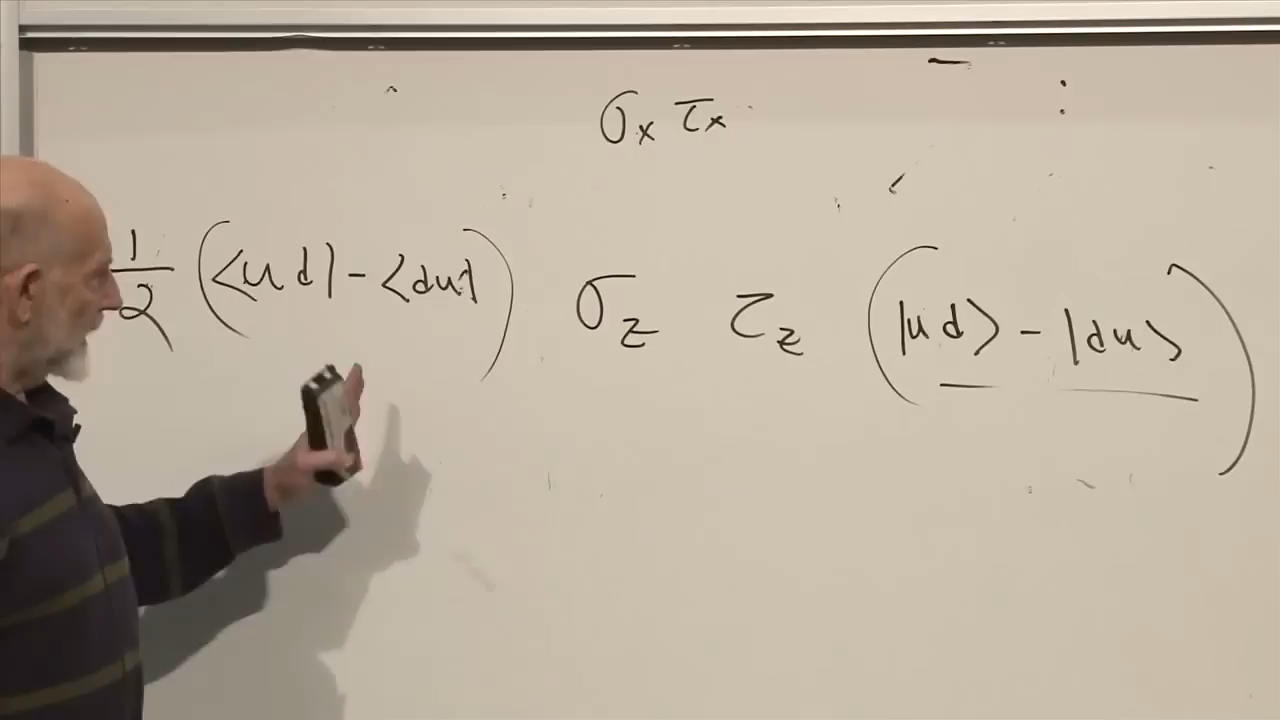 σx τx
1/2 (<ud| - <du|) σz τz (|ud> - |du>)